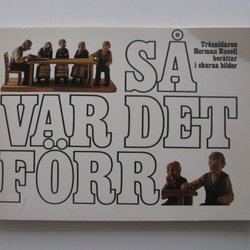 SÅ
Träsnidaren
Herman Rosell
berättar
i skurna bilder
VAR DET
FÖRR